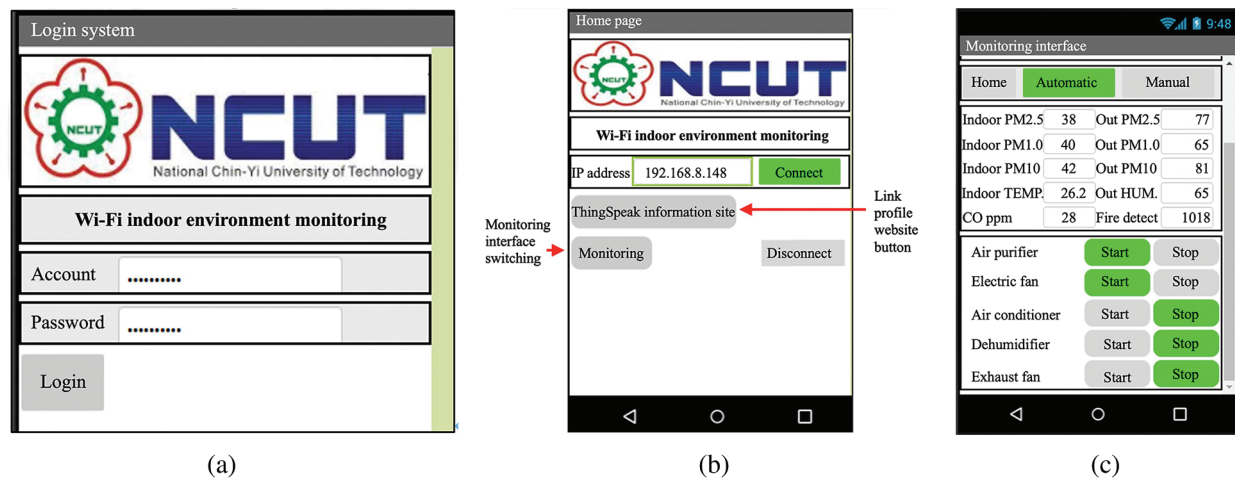 Login system
NCUT
NCUT
National Chin-Yi University of Technology
Wi-Fi indoor environment monitoring
Account ..........
Password ..........
Login
(a)
Home page
NCUT
NCUT
National Chin-Yi University of Technology
Wi-Fi indoor environment monitoring
IP address 192.168.8.148 Connect
ThingSpeak information site
Monitoring Disconnect
Monitoring
interface
switching
Link
profile
website
button
(b)
9:48
Monitoring interface
Home Automatic Manual
Indoor PM2.5 38 Out PM2.5 77
Indoor PM1.0 40 Out PM1.0 65
Indoor PM10 42 Out PM10 81
Indoor TEMP. 26.2 Out HUM. 65
CO ppm 28 Fire detect 1018
Air purifier Start Stop
Electric fan Start Stop
Air conditioner Start Stop
Dehumidifier Start Stop
Exhaust fan Start Stop
(c)